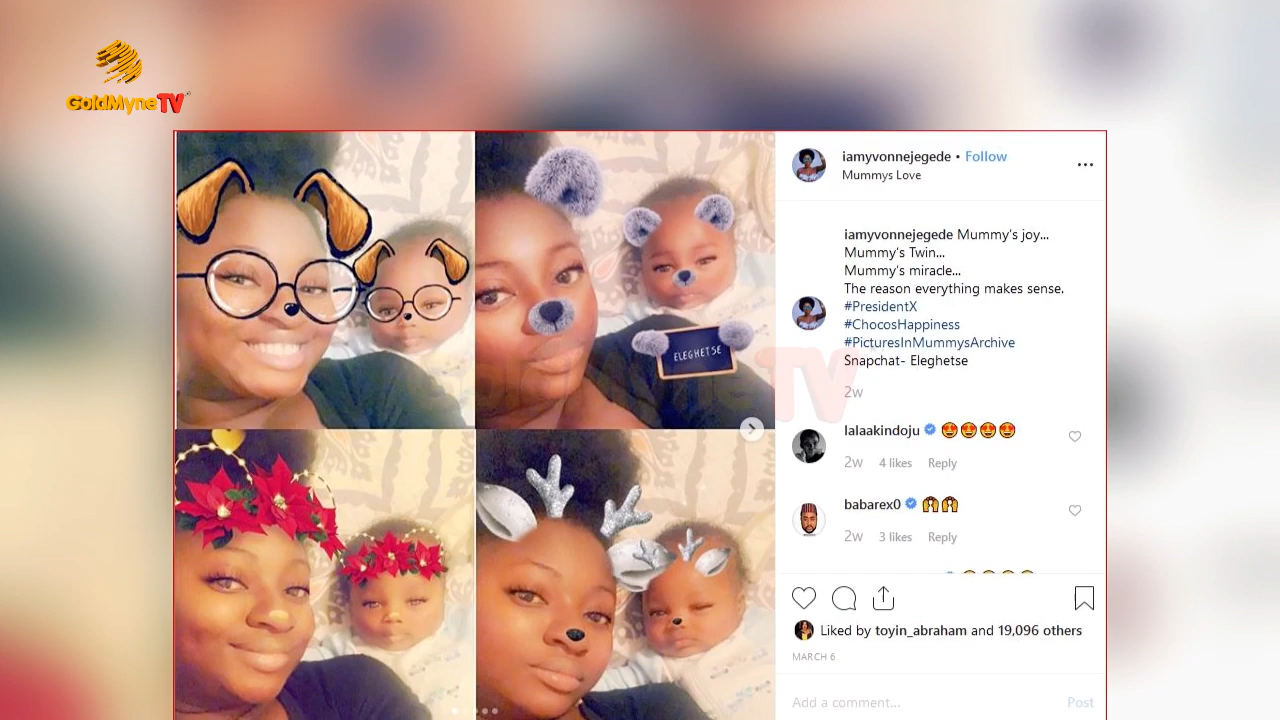 GoldMyneTV
iamyvonnejegede • Follow
Mummys Love
iamyvonnejegede Mummy's joy...
Mummy's Twin...
Mummy's miracle...
The reason everything makes sense.
#PresidentX
#ChocosHappiness
#PicturesInMummysArchive
Snapchat- Eleghetse
2w
ELEGHETSE
TV
lalaakindoju
2w 4 likes Reply
babarex0
2w 3 likes Reply
Liked by toyin_abraham and 19,096 others
MARCH 6
Add a comment... Post